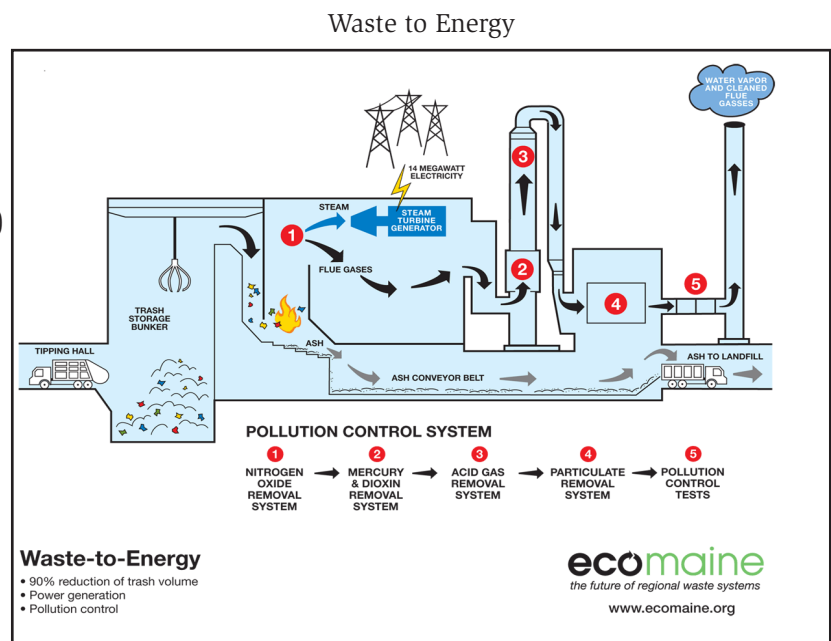 Waste to Energy
WATER VAPOR
AND CLEANED
FLUE
GASSES
3
14 MEGAWATT
ELECTRICITY
STEAM
STEAM
TURBINE
GENERATOR
1
FLUE GASES
2
4
5
TRASH
STORAGE
BUNKER
TIPPING HALL
ASH
ASH CONVEYOR BELT
ASH TO LANDFILL
POLLUTION CONTROL SYSTEM
1
NITROGEN
OXIDE
REMOVAL
SYSTEM
2
MERCURY
& DIOXIN
REMOVAL
SYSTEM
3
ACID GAS
REMOVAL
SYSTEM
4
PARTICULATE
REMOVAL
SYSTEM
5
POLLUTION
CONTROL
TESTS
Waste-to-Energy
• 90% reduction of trash volume
• Power generation
• Pollution control
ecomaine
the future of regional waste systems
www.ecomaine.org